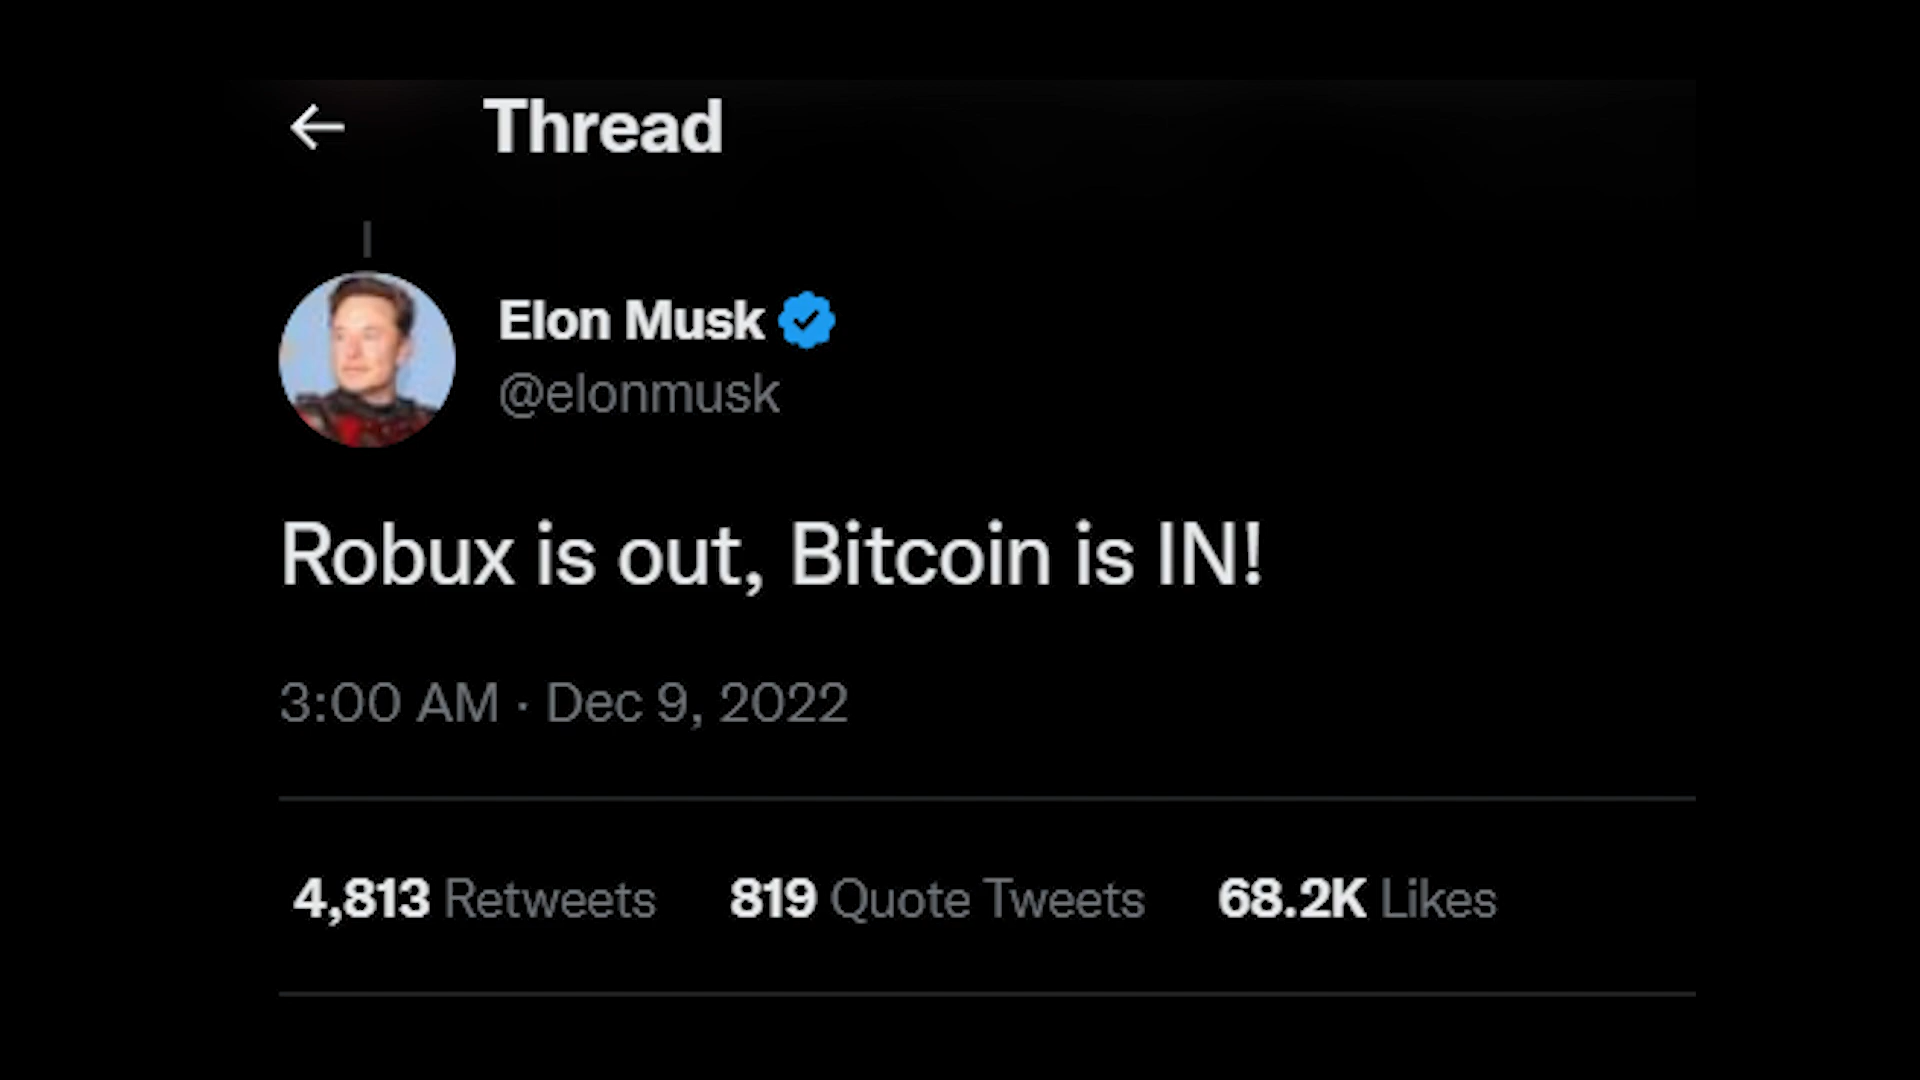 Thread
Elon Musk
@elonmusk
Robux is out, Bitcoin is IN!
3:00 AM · Dec 9, 2022
4,813 Retweets 819 Quote Tweets 68.2K Likes